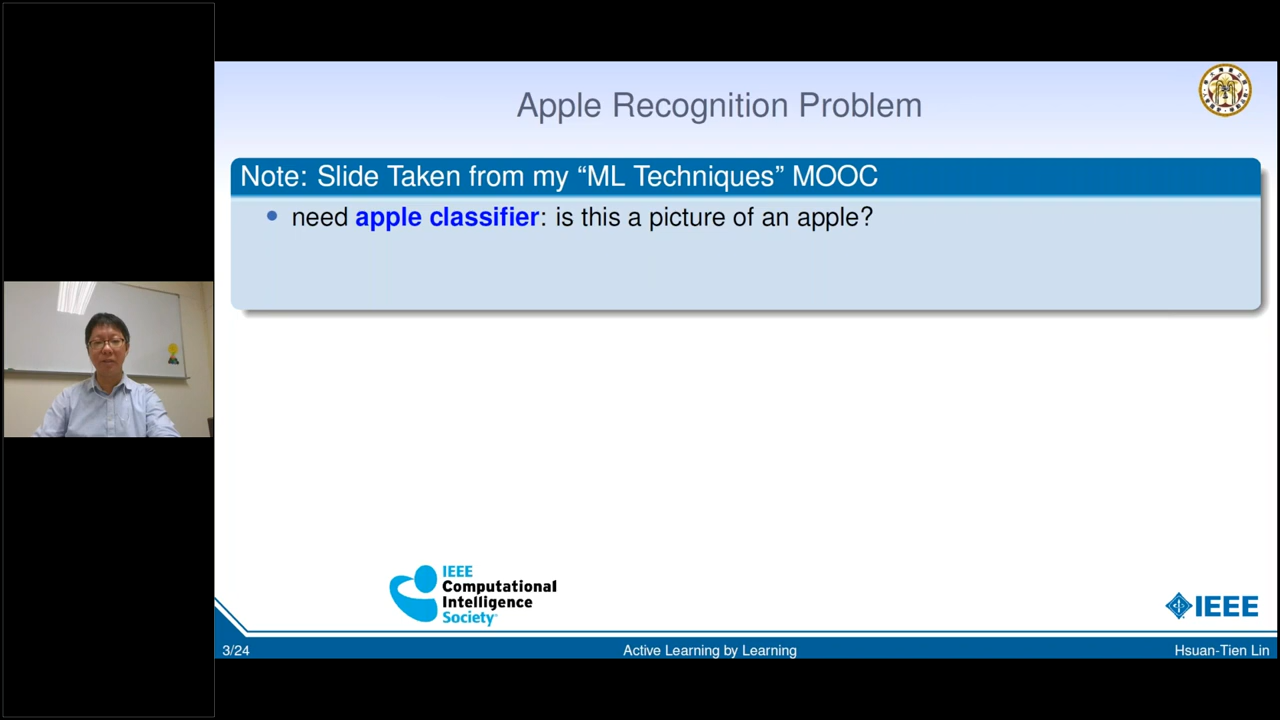 Apple Recognition Problem
Note: Slide Taken from my “ML Techniques” MOOC
• need apple classifier: is this a picture of an apple?
IEEE
Computational
Intelligence
Society
IEEE
3/24
Active Learning by Learning
Hsuan-Tien Lin